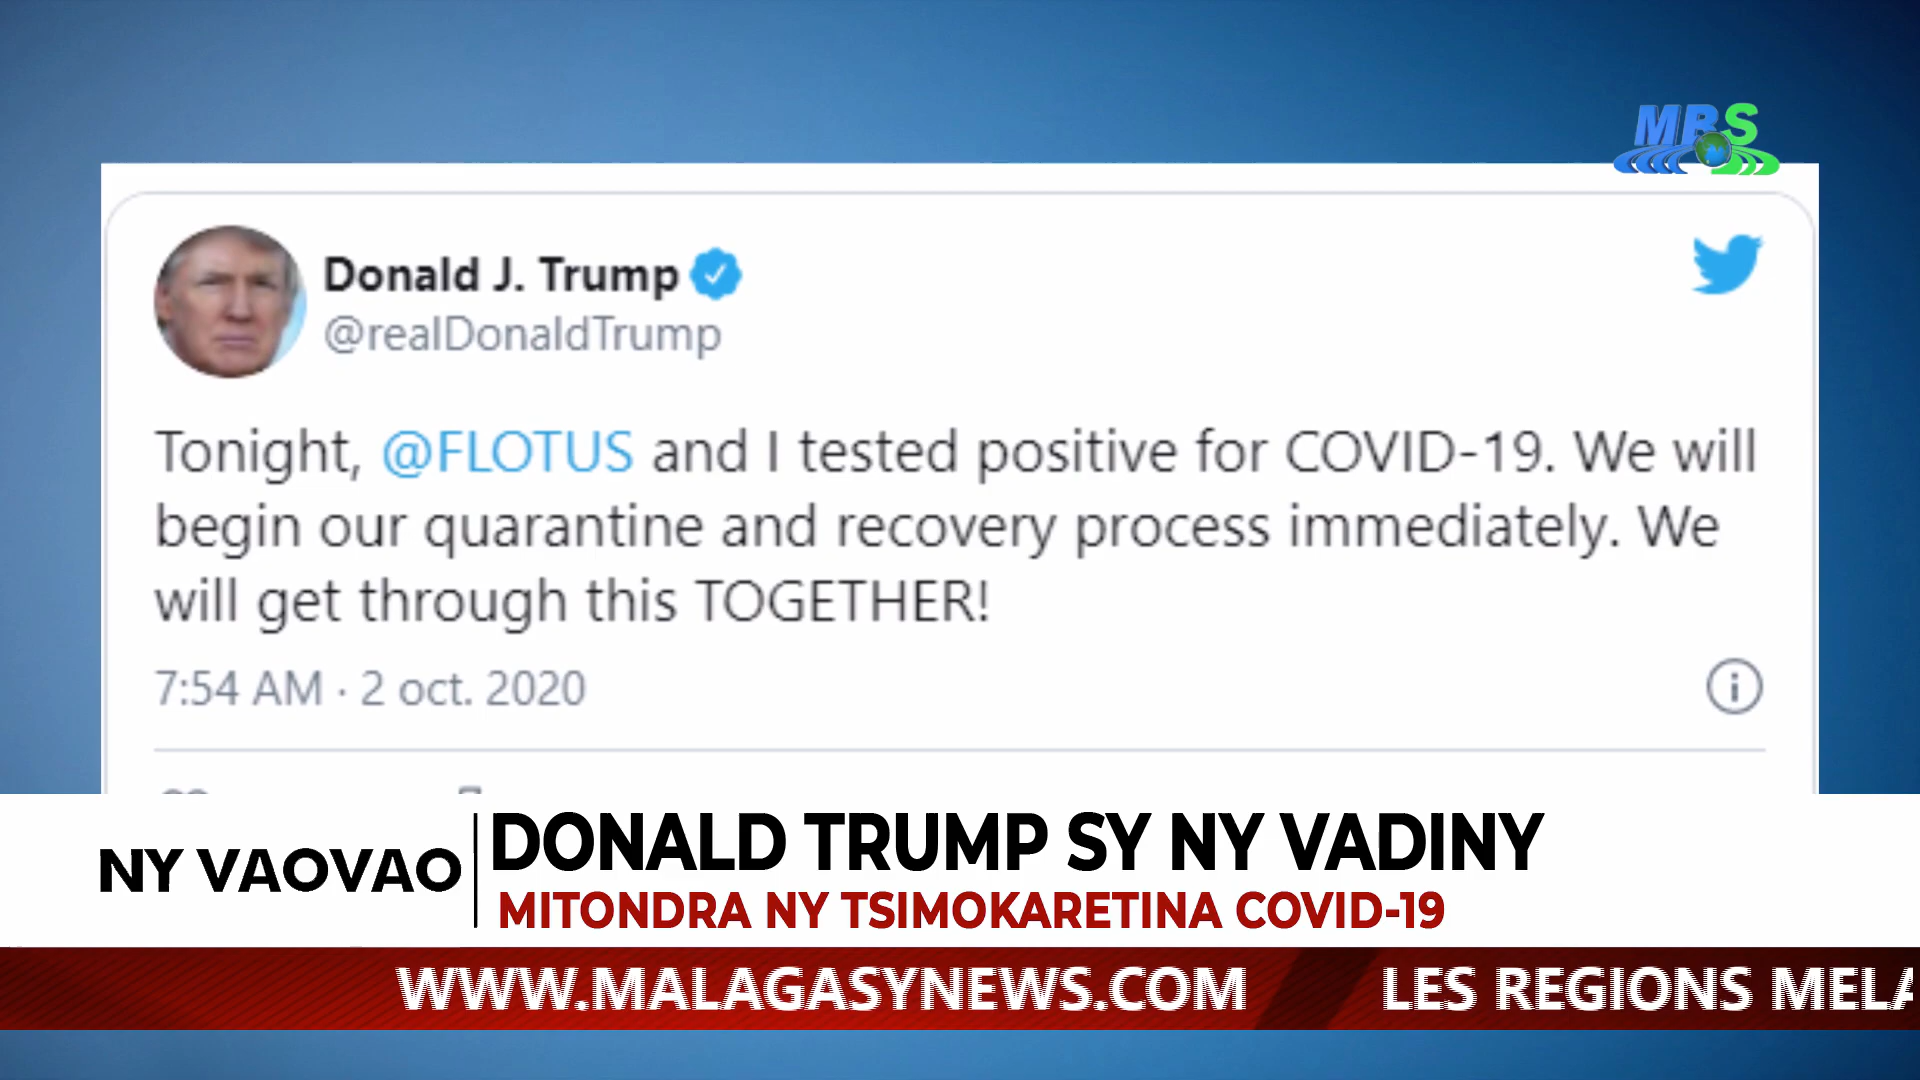 MBS
Donald J. Trump
@realDonaldTrump
Tonight, @FLOTUS and I tested positive for COVID-19. We will
begin our quarantine and recovery process immediately. We
will get through this TOGETHER!
7:54 AM · 2 oct. 2020
NY VAOVAO
DONALD TRUMP SY NY VADINY
MITONDRA NY TSIMOKARETINA COVID-19
WWW.MALAGASYNEWS.COM LES REGIONS MELA